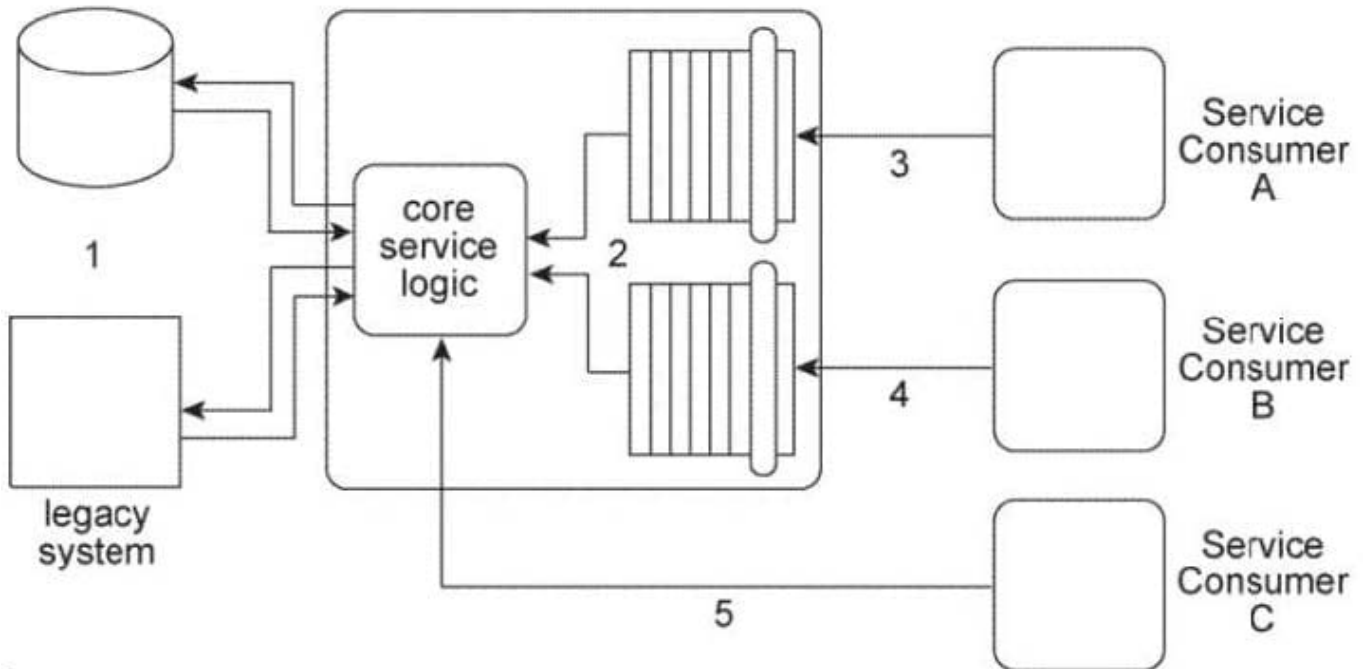 1
legacy
system
core
service
logic
2
3
4
5
Service
Consumer
A
Service
Consumer
B
Service
Consumer
C